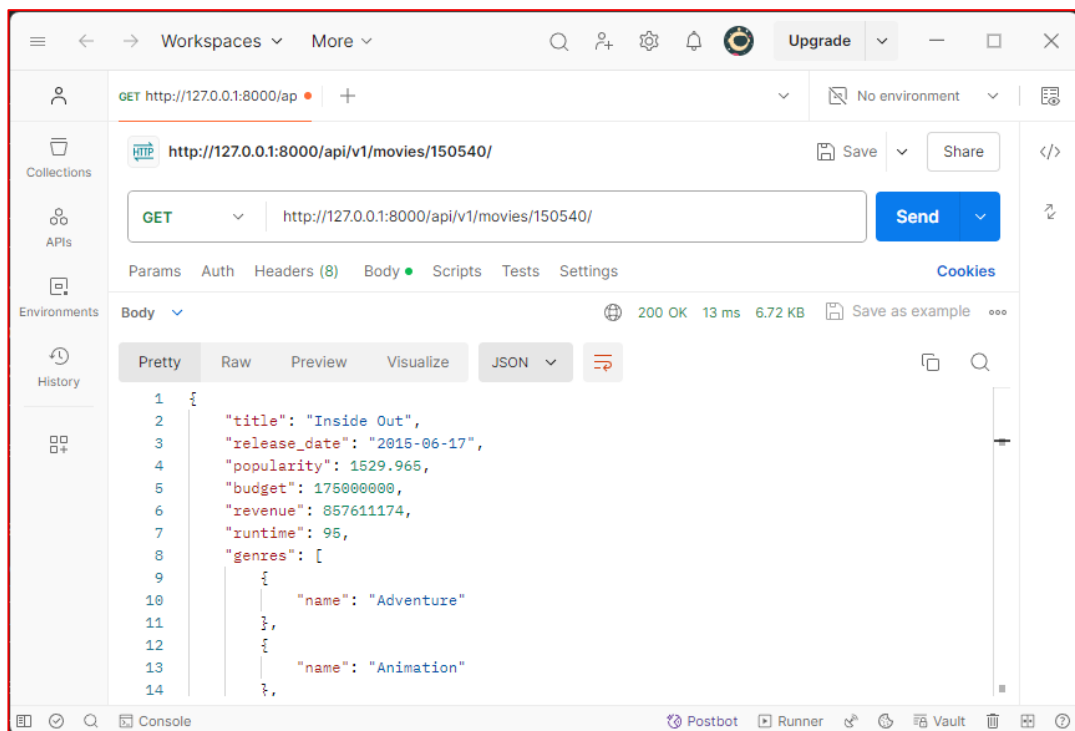 Workspaces More Upgrade
GET http://127.0.0.1:8000/ap No environment
HTTP http://127.0.0.1:8000/api/v1/movies/150540/ Save Share
Collections
GET http://127.0.0.1:8000/api/v1/movies/150540/ Send
APIs
Params Auth Headers (8) Body Scripts Tests Settings Cookies
Environments
Body 200 OK 13 ms 6.72 KB Save as example
History
Pretty Raw Preview Visualize JSON
1 {
2 "title": "Inside Out",
3 "release_date": "2015-06-17",
4 "popularity": 1529.965,
5 "budget": 175000000,
6 "revenue": 857611174,
7 "runtime": 95,
8 "genres": [
9 {
10 "name": "Adventure"
11 },
12 {
13 "name": "Animation"
14 },
Console Postbot Runner Vault